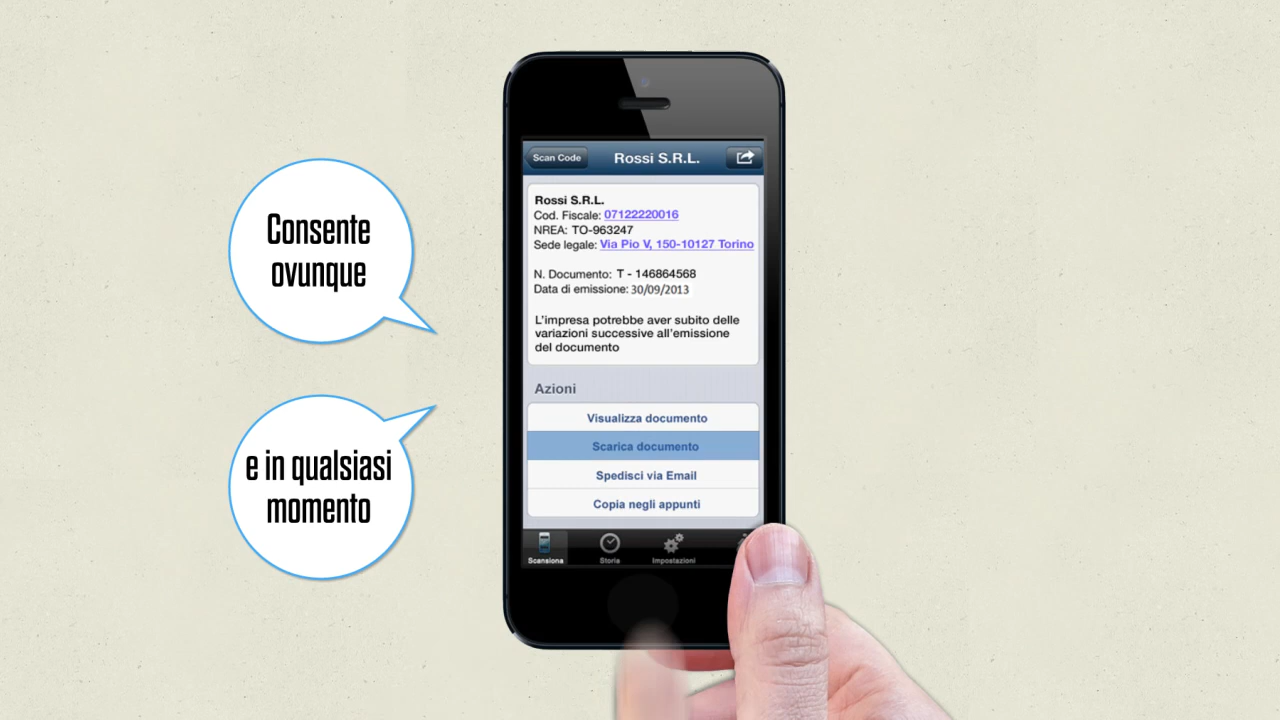 Consente
ovunque
e in qualsiasi
momento
Scan Code
Rossi S.R.L.
Rossi S.R.L.
Cod. Fiscale: 07122220016
NREA: TO-963247
Sede legale: Via Pio V, 150-10127 Torino
N. Documento: T - 146864568
Data di emissione: 30/09/2013
L'impresa potrebbe aver subito delle
variazioni successive all'emissione
del documento
Azioni
Visualizza documento
Scarica documento
Spedisci via Email
Copia negli appunti
Scansiona Storia Impostazioni